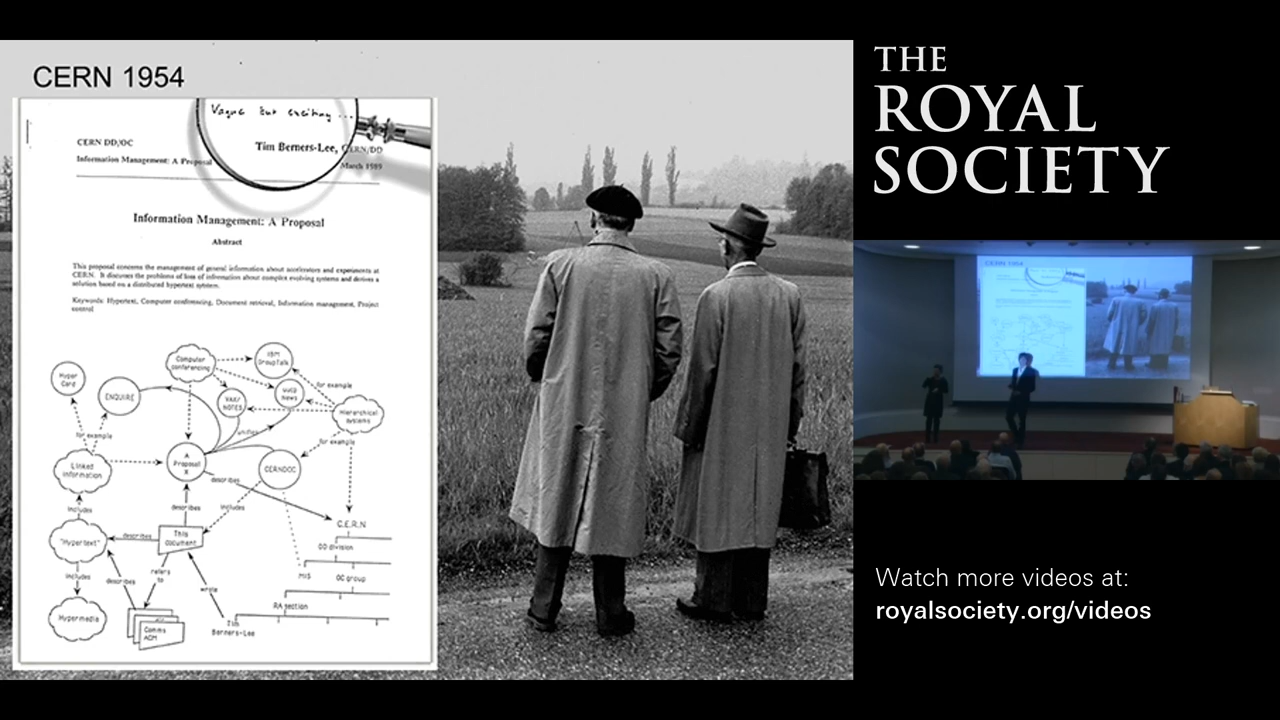 CERN 1954
Vague but exciting ...
CERN DD/OC
Tim Berners-Lee, CERN/DD
Information Management: A Proposal
March 1989
Information Management: A Proposal
Abstract
This proposal concerns the management of general information about accelerators and experiments at
CERN. It discusses the problems of loss of information about complex evolving systems and derives a
solution based on a distributed hypertext system.
Keywords: Hypertext, Computer conferencing, Document retrieval, Information management, Project
control
Computer
conferencing
IBM
GroupTalk
Hyper
Card
ENQUIRE
VAX/
NOTES
uucp
News
for example
Hierarchical
systems
unifies
for example
for example
Linked
information
A
Proposal
X
CERNDOC
describes
includes
describes
includes
C.E.R.N
"Hypertext"
describes
This
document
DD division
includes
describes
refers
to
wrote
MIS
OC group
RA section
Hypermedia
Comms
ACM
Tim
Berners-Lee
THE
ROYAL
SOCIETY
CERN 1954
Watch more videos at:
royalsociety.org/videos